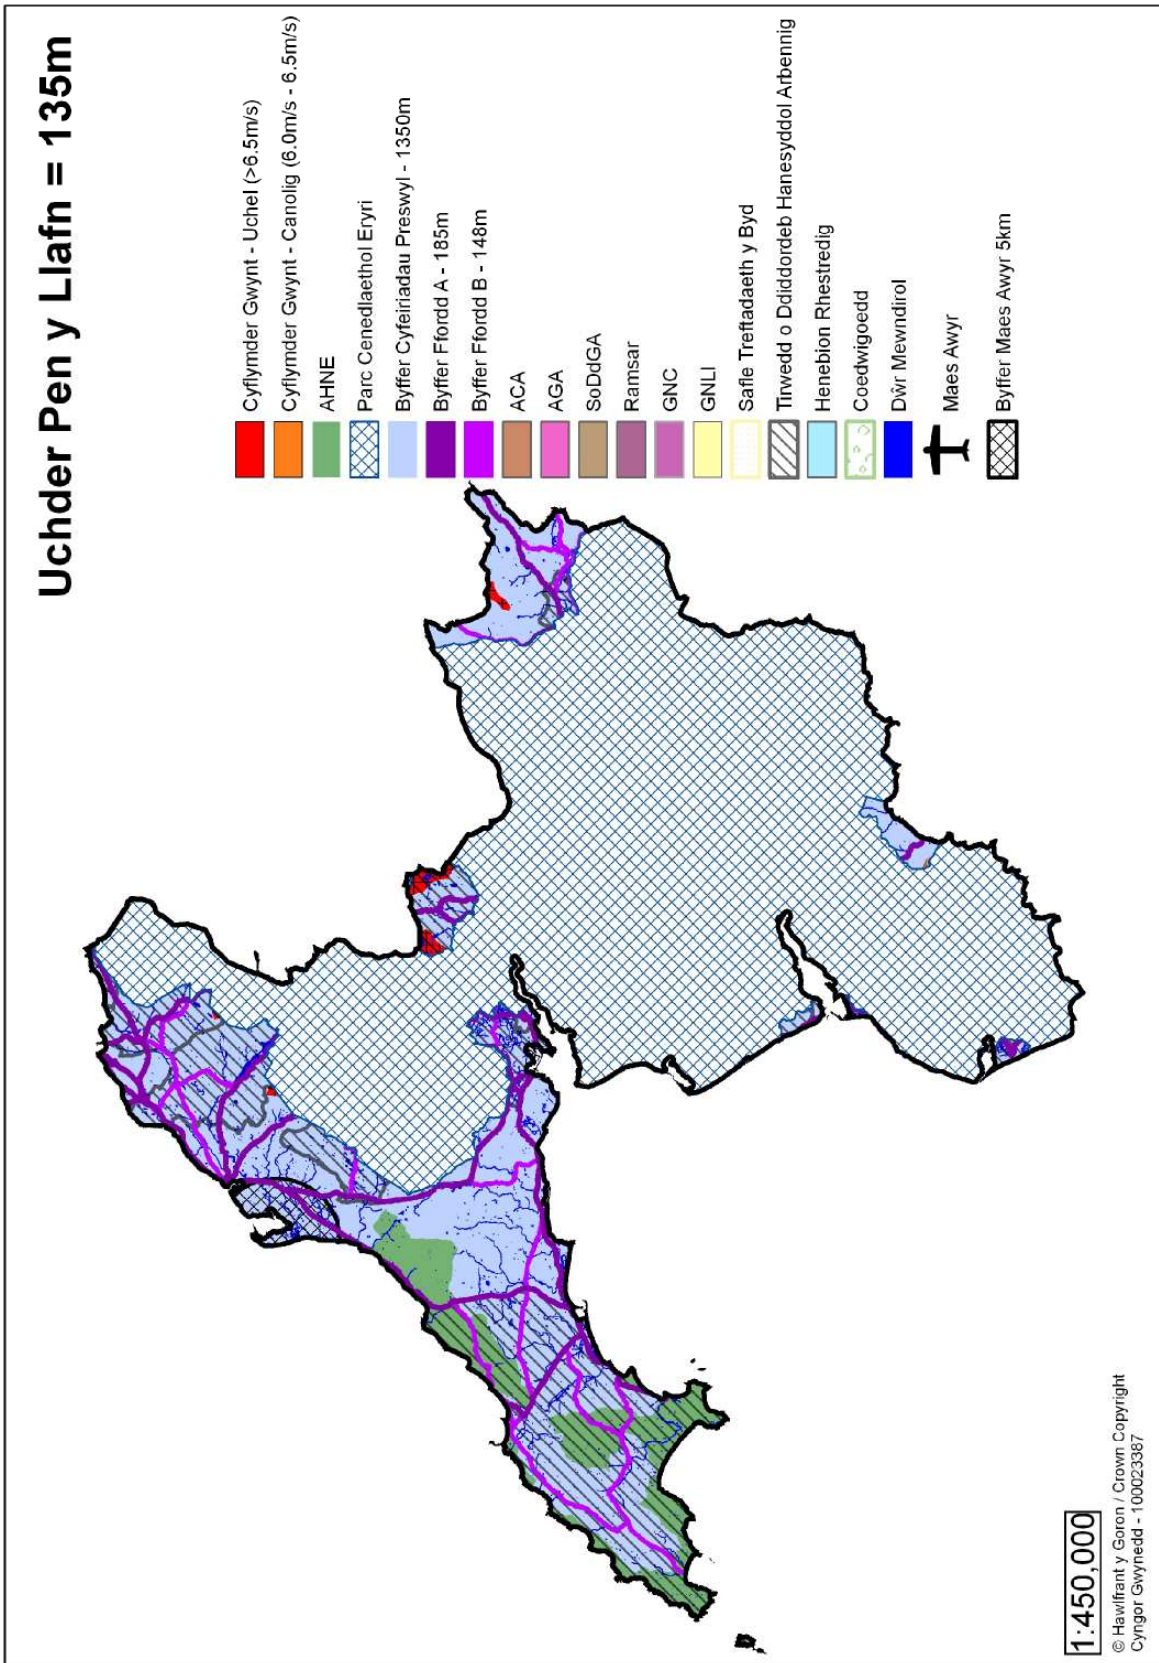 Uchder Pen y Llafn = 135m
Cyflymder Gwynt - Uchel (>6.5m/s)
Cyflymder Gwynt - Canolig (6.0m/s - 6.5m/s)
AHNE
Parc Cenedlaethol Eryri
Byffer Cyfeiriadau Preswyl - 1350m
Byffer Ffordd A - 185m
Byffer Ffordd B - 148m
ACA
AGA
SoDdGA
Ramsar
GNC
GNLI
Safle Treftadaeth y Byd
Tirwedd o Ddiddordeb Hanesyddol Arbennig
Henebion Rhestredig
Coedwigoedd
Dŵr Mewndirol
Maes Awyr
Byffer Maes Awyr 5km
1:450,000
© Hawlfraint y Goron / Crown Copyright
Cyngor Gwynedd - 100023387